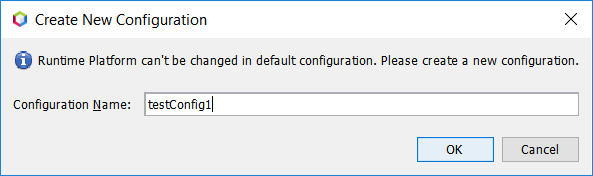 Create New Configuration
Runtime Platform can't be changed in default configuration. Please create a new configuration.
Configuration Name: testConfig1
OK Cancel